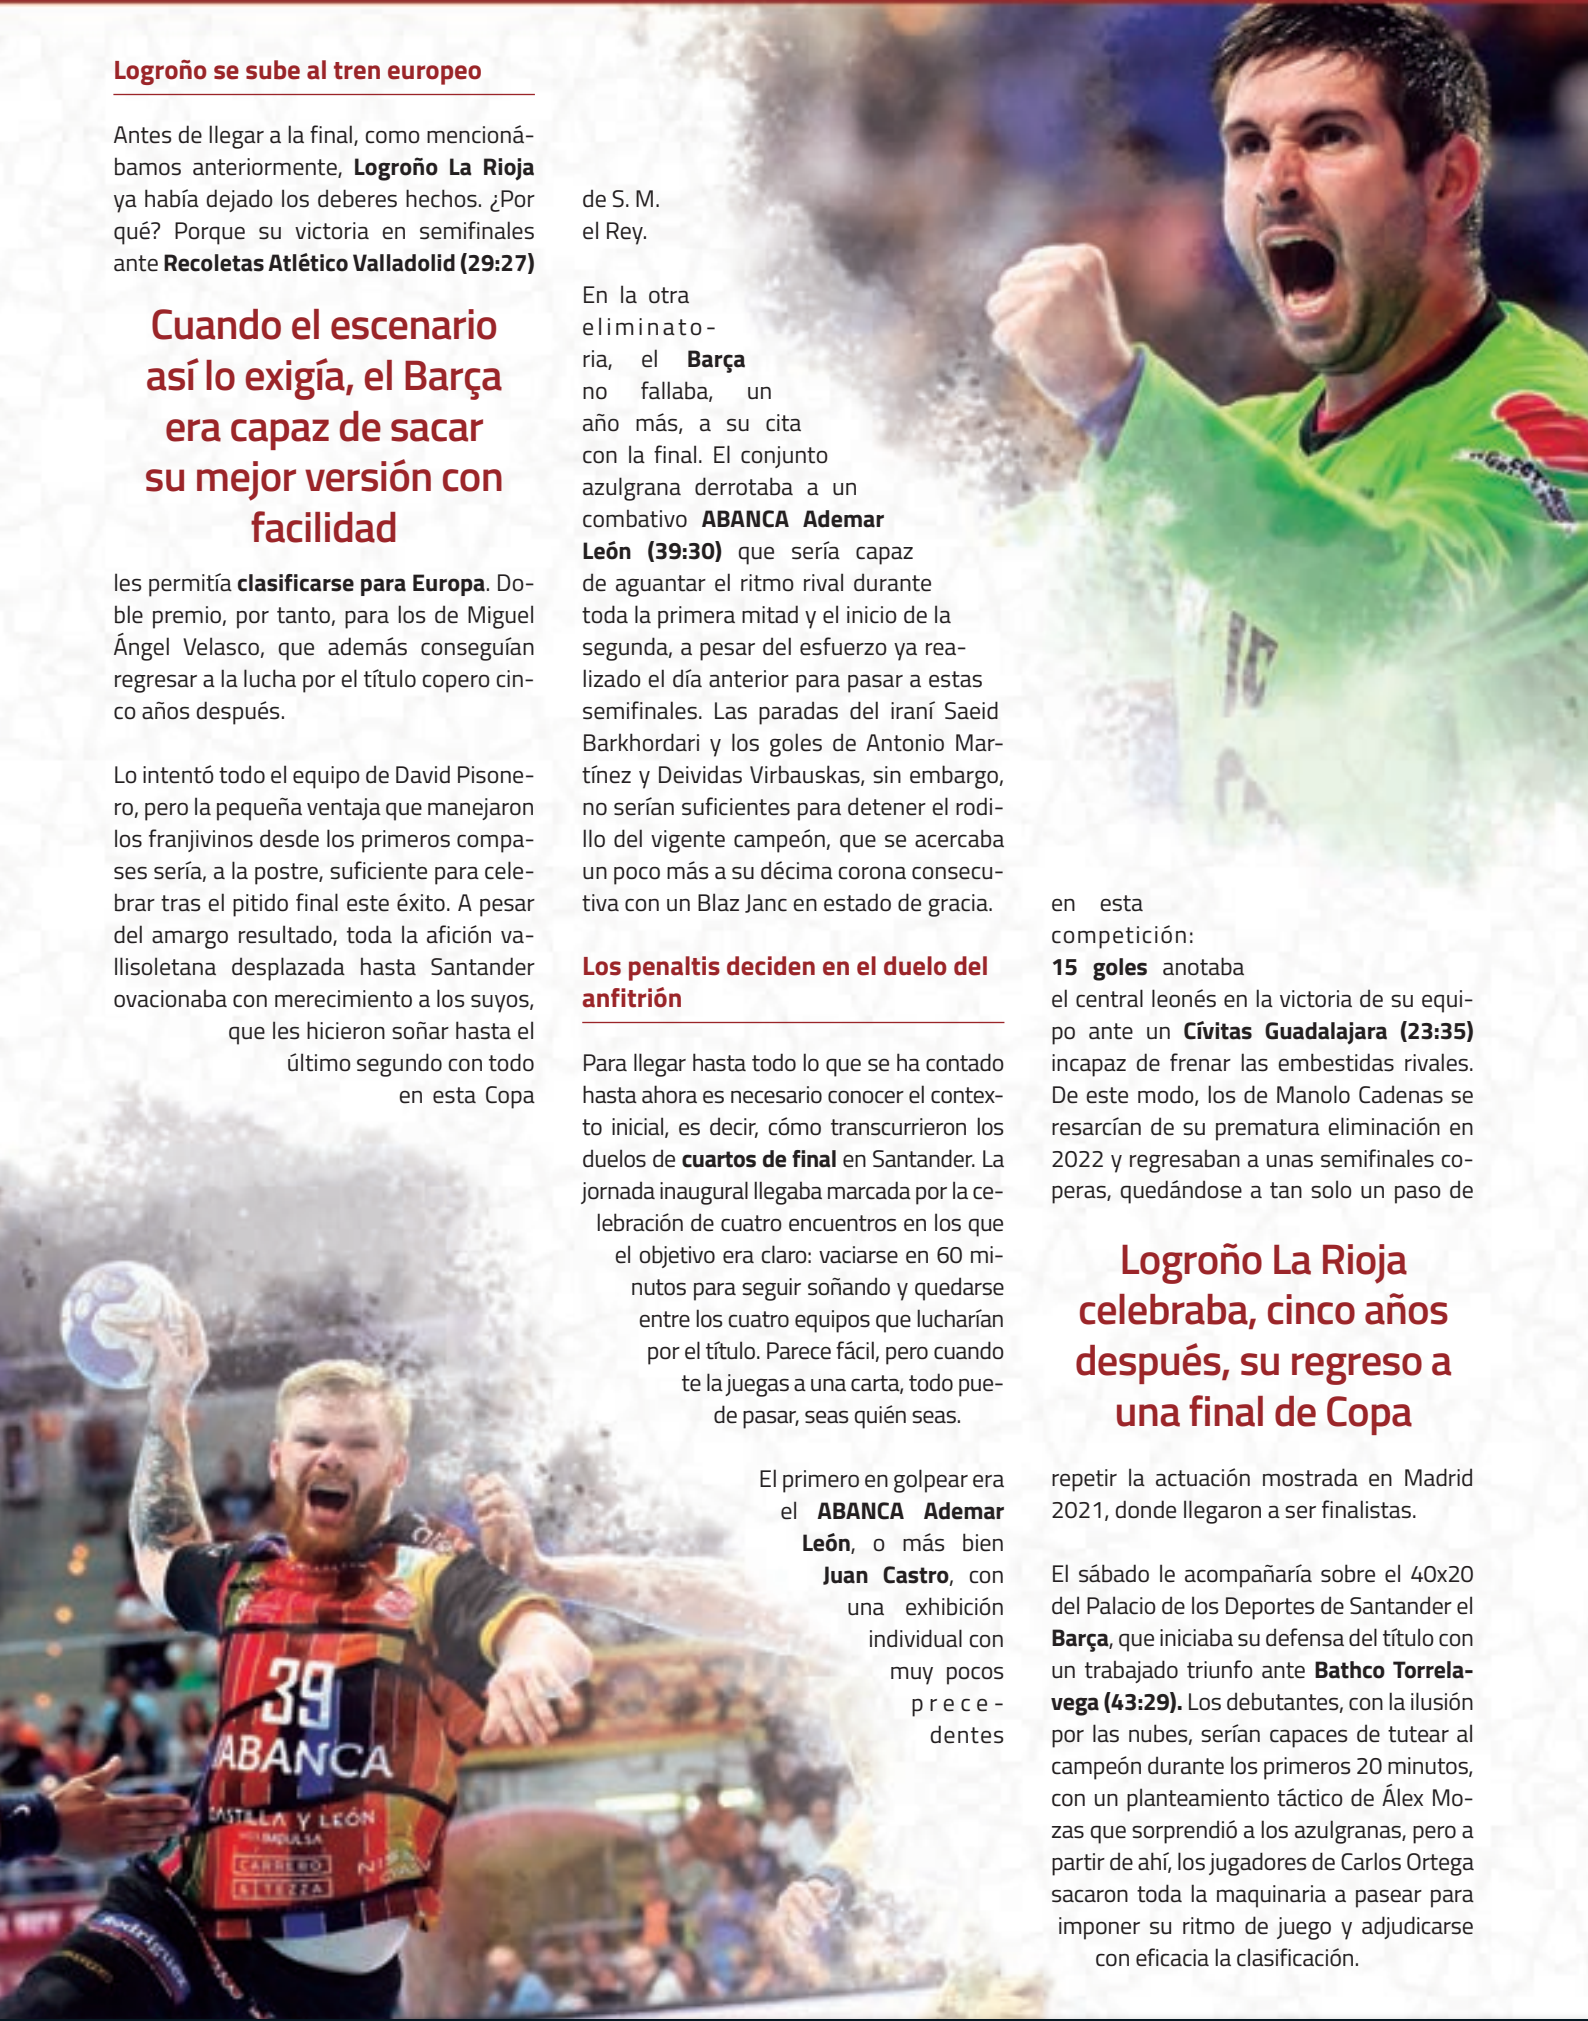 Logroño se sube al tren europeo
Antes de llegar a la final, como mencioná-
bamos anteriormente, Logroño La Rioja
ya había dejado los deberes hechos. ¿Por
qué? Porque su victoria en semifinales
ante Recoletas Atlético Valladolid (29:27)
Cuando el escenario
así lo exigía, el Barça
era capaz de sacar
su mejor versión con
facilidad
les permitía clasificarse para Europa. Do-
ble premio, por tanto, para los de Miguel
Ángel Velasco, que además conseguían
regresar a la lucha por el título copero cin-
co años después.
Lo intentó todo el equipo de David Pisone-
ro, pero la pequeña ventaja que manejaron
los franjivinos desde los primeros compa-
ses sería, a la postre, suficiente para cele-
brar tras el pitido final este éxito. A pesar
del amargo resultado, toda la afición va-
llisoletana desplazada hasta Santander
ovacionaba con merecimiento a los suyos,
que les hicieron soñar hasta el
último segundo con todo
en esta Copa
de S. M.
el Rey.
En la otra
eliminato-
ria, el Barça
no fallaba, un
año más, a su cita
con la final. El conjunto
azulgrana derrotaba a un
combativo ABANCA Ademar
León (39:30) que sería capaz
de aguantar el ritmo rival durante
toda la primera mitad y el inicio de la
segunda, a pesar del esfuerzo ya rea-
lizado el día anterior para pasar a estas
semifinales. Las paradas del iraní Saeid
Barkhordari y los goles de Antonio Mar-
tínez y Deividas Virbauskas, sin embargo,
no serían suficientes para detener el rodi-
llo del vigente campeón, que se acercaba
un poco más a su décima corona consecu-
tiva con un Blaz Janc en estado de gracia.
Los penaltis deciden en el duelo del
anfitrión
Para llegar hasta todo lo que se ha contado
hasta ahora es necesario conocer el contex-
to inicial, es decir, cómo transcurrieron los
duelos de cuartos de final en Santander. La
jornada inaugural llegaba marcada por la ce-
lebración de cuatro encuentros en los que
el objetivo era claro: vaciarse en 60 mi-
nutos para seguir soñando y quedarse
entre los cuatro equipos que lucharían
por el título. Parece fácil, pero cuando
te la juegas a una carta, todo pue-
de pasar, seas quién seas.
El primero en golpear era
el ABANCA Ademar
León, o más bien
Juan Castro, con
una exhibición
individual con
muy pocos
prece-
dentes
en esta
competición:
15 goles anotaba
el central leonés en la victoria de su equi-
po ante un Cívitas Guadalajara (23:35)
incapaz de frenar las embestidas rivales.
De este modo, los de Manolo Cadenas se
resarcían de su prematura eliminación en
2022 y regresaban a unas semifinales co-
peras, quedándose a tan solo un paso de
Logroño La Rioja
celebraba, cinco años
después, su regreso a
una final de Copa
repetir la actuación mostrada en Madrid
2021, donde llegaron a ser finalistas.
El sábado le acompañaría sobre el 40x20
del Palacio de los Deportes de Santander el
Barça, que iniciaba su defensa del título con
un trabajado triunfo ante Bathco Torrela-
vega (43:29). Los debutantes, con la ilusión
por las nubes, serían capaces de tutear al
campeón durante los primeros 20 minutos,
con un planteamiento táctico de Álex Mo-
zas que sorprendió a los azulgranas, pero a
partir de ahí, los jugadores de Carlos Ortega
sacaron toda la maquinaria a pasear para
imponer su ritmo de juego y adjudicarse
con eficacia la clasificación.
39
ABANCA
CASTILLA Y LEÓN
CARRERO
& TEZZA
Rodríguez